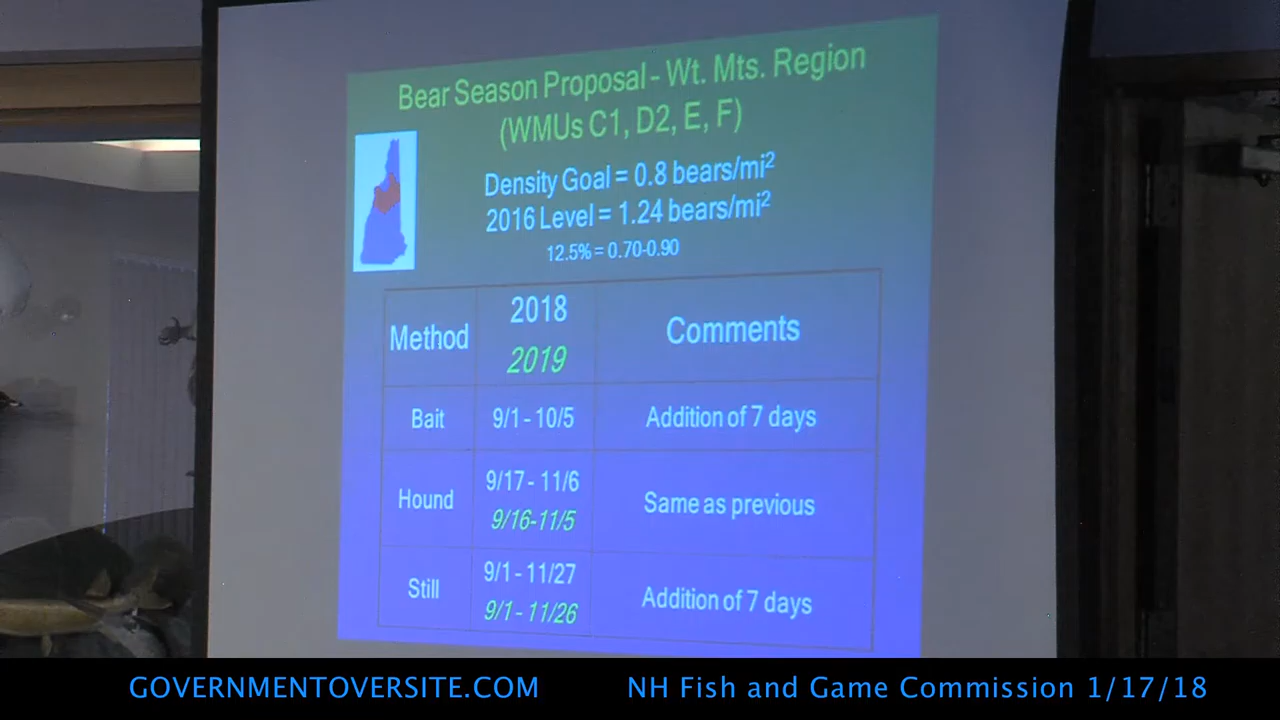 Bear Season Proposal - Wt. Mts. Region
(WMUs C1, D2, E, F)
Density Goal = 0.8 bears/mi²
2016 Level = 1.24 bears/mi²
12.5% = 0.70-0.90
Method
2018
2019
Comments
Bait
9/1 - 10/5
Addition of 7 days
Hound
9/17 - 11/6
9/16-11/5
Same as previous
Still
9/1 - 11/27
9/1 - 11/26
Addition of 7 days
GOVERNMENTOVERSITE.COM
NH Fish and Game Commission 1/17/18